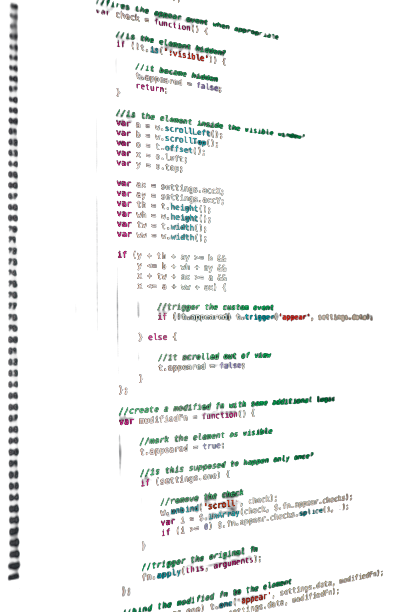 //fires the appear event when appropriate
var check = function() {
//is the element hidden?
if (!t.is(':visible')) {
//it became hidden
t.appeared = false;
return;
}
//is the element inside the visible window?
var a = w.scrollLeft();
var b = w.scrollTop();
var o = t.offset();
var x = o.left;
var y = o.top;
var ax = settings.accX;
var ay = settings.accY;
var th = t.height();
var wh = w.height();
var tw = t.width();
var ww = w.width();
if (y + th + ay >= b &&
y <= b + wh + ay &&
x + tw + ax >= a &&
x <= a + ww + ax) {
//trigger the custom event
if (!t.appeared) t.trigger('appear', settings.data);
} else {
//it scrolled out of view
t.appeared = false;
}
};
//create a modified fn with some additional logic
var modifiedFn = function() {
//mark the element as visible
t.appeared = true;
//is this supposed to happen only once?
if (settings.one) {
//remove the check
w.unbind('scroll', check);
var i = $.inArray(check, $.fn.appear.checks);
if (i >= 0) $.fn.appear.checks.splice(i, );
}
//trigger the original fn
fn.apply(this, arguments);
};
//bind the modified fn to the element
one) t.one('appear', settings.data, modifiedFn);
settings.data, modifiedFn);